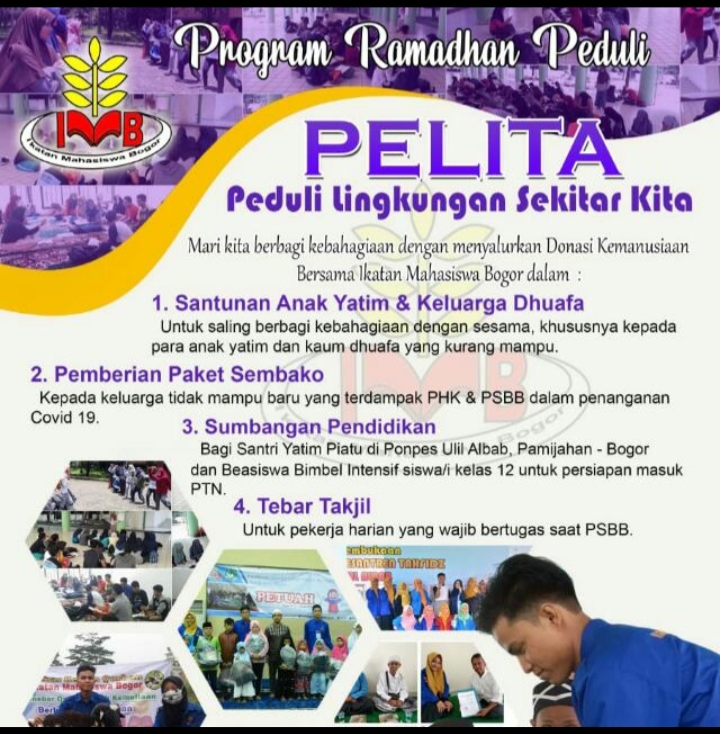 Program Ramadhan Peduli
IMB
Ikatan Mahasiswa Bogor
PELITA
Peduli Lingkungan Sekitar Kita
Mari kita berbagi kebahagiaan dengan menyalurkan Donasi Kemanusiaan
Bersama Ikatan Mahasiswa Bogor dalam :
1. Santunan Anak Yatim & Keluarga Dhuafa
Untuk saling berbagi kebahagiaan dengan sesama, khususnya kepada
para anak yatim dan kaum dhuafa yang kurang mampu.
2. Pemberian Paket Sembako
Kepada keluarga tidak mampu baru yang terdampak PHK & PSBB dalam penanganan
Covid 19.
3. Sumbangan Pendidikan
Bagi Santri Yatim Piatu di Ponpes Ulil Albab, Pamijahan - Bogor
dan Beasiswa Bimbel Intensif siswa/i kelas 12 untuk persiapan masuk
PTN.
4. Tebar Takjil
Untuk pekerja harian yang wajib bertugas saat PSBB.
PETUAH
mbukaan
SANTREN TAHFIDZ
Mahasiswa Bogor